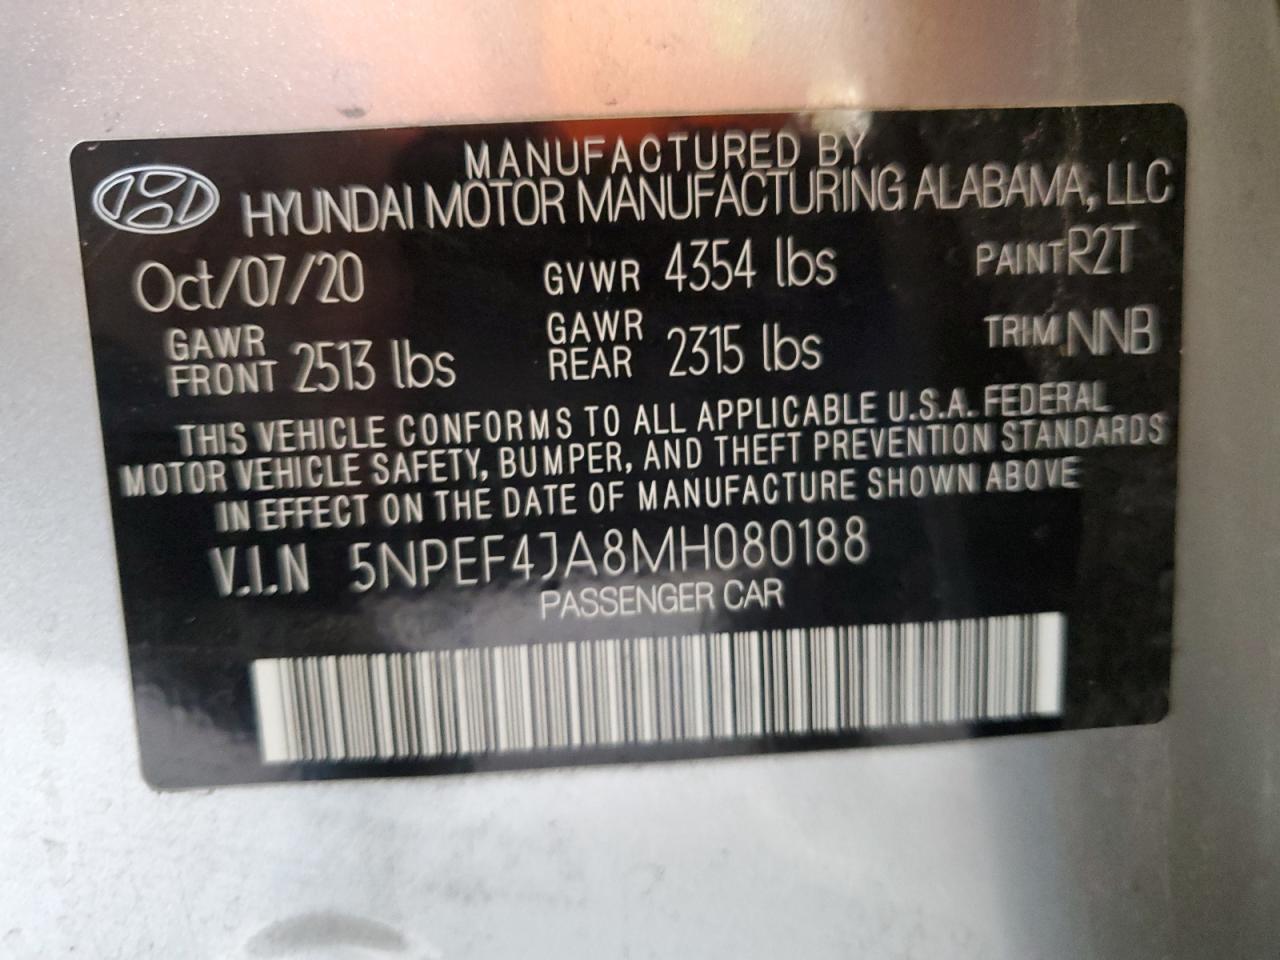 MANUFACTURED BY
HYUNDAI MOTOR MANUFACTURING ALABAMA, LLC
Oct/07/20 GVWR 4354 lbs PAINT R2T
GAWR FRONT 2513 lbs GAWR REAR 2315 lbs TRIM NNB
THIS VEHICLE CONFORMS TO ALL APPLICABLE U.S.A. FEDERAL
MOTOR VEHICLE SAFETY, BUMPER, AND THEFT PREVENTION STANDARDS
IN EFFECT ON THE DATE OF MANUFACTURE SHOWN ABOVE
V.I.N 5NPEF4JA8MH080188
PASSENGER CAR